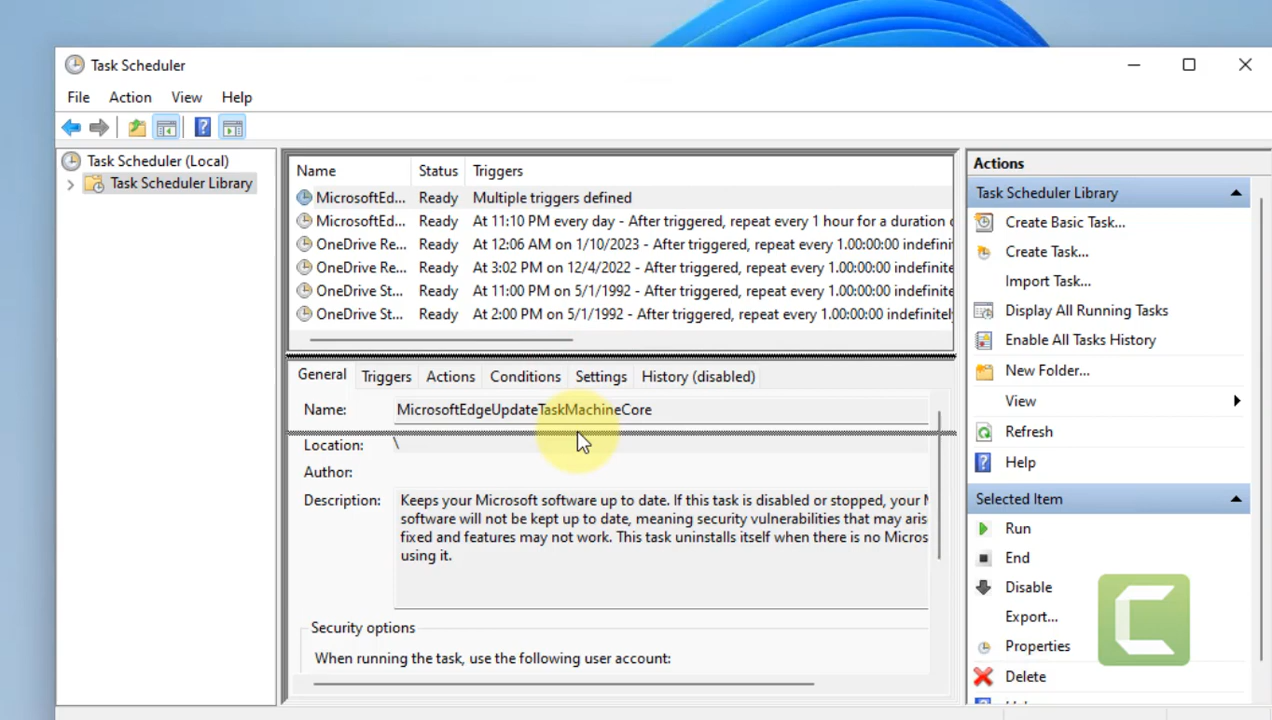 Task Scheduler
File Action View Help
Task Scheduler (Local)
Task Scheduler Library
Name Status Triggers
MicrosoftEd... Ready Multiple triggers defined
MicrosoftEd... Ready At 11:10 PM every day - After triggered, repeat every 1 hour for a duration
OneDrive Re... Ready At 12:06 AM on 1/10/2023 - After triggered, repeat every 1.00:00:00 indefini
OneDrive Re... Ready At 3:02 PM on 12/4/2022 - After triggered, repeat every 1.00:00:00 indefinite
OneDrive St... Ready At 11:00 PM on 5/1/1992 - After triggered, repeat every 1.00:00:00 indefinite
OneDrive St... Ready At 2:00 PM on 5/1/1992 - After triggered, repeat every 1.00:00:00 indefinitel
General Triggers Actions Conditions Settings History (disabled)
Name: MicrosoftEdgeUpdateTaskMachineCore
Location: \
Author:
Description: Keeps your Microsoft software up to date. If this task is disabled or stopped, your
software will not be kept up to date, meaning security vulnerabilities that may aris
fixed and features may not work. This task uninstalls itself when there is no Micros
using it.
Security options
When running the task, use the following user account:
Actions
Task Scheduler Library
Create Basic Task...
Create Task...
Import Task...
Display All Running Tasks
Enable All Tasks History
New Folder...
View
Refresh
Help
Selected Item
Run
End
Disable
Export...
Properties
Delete